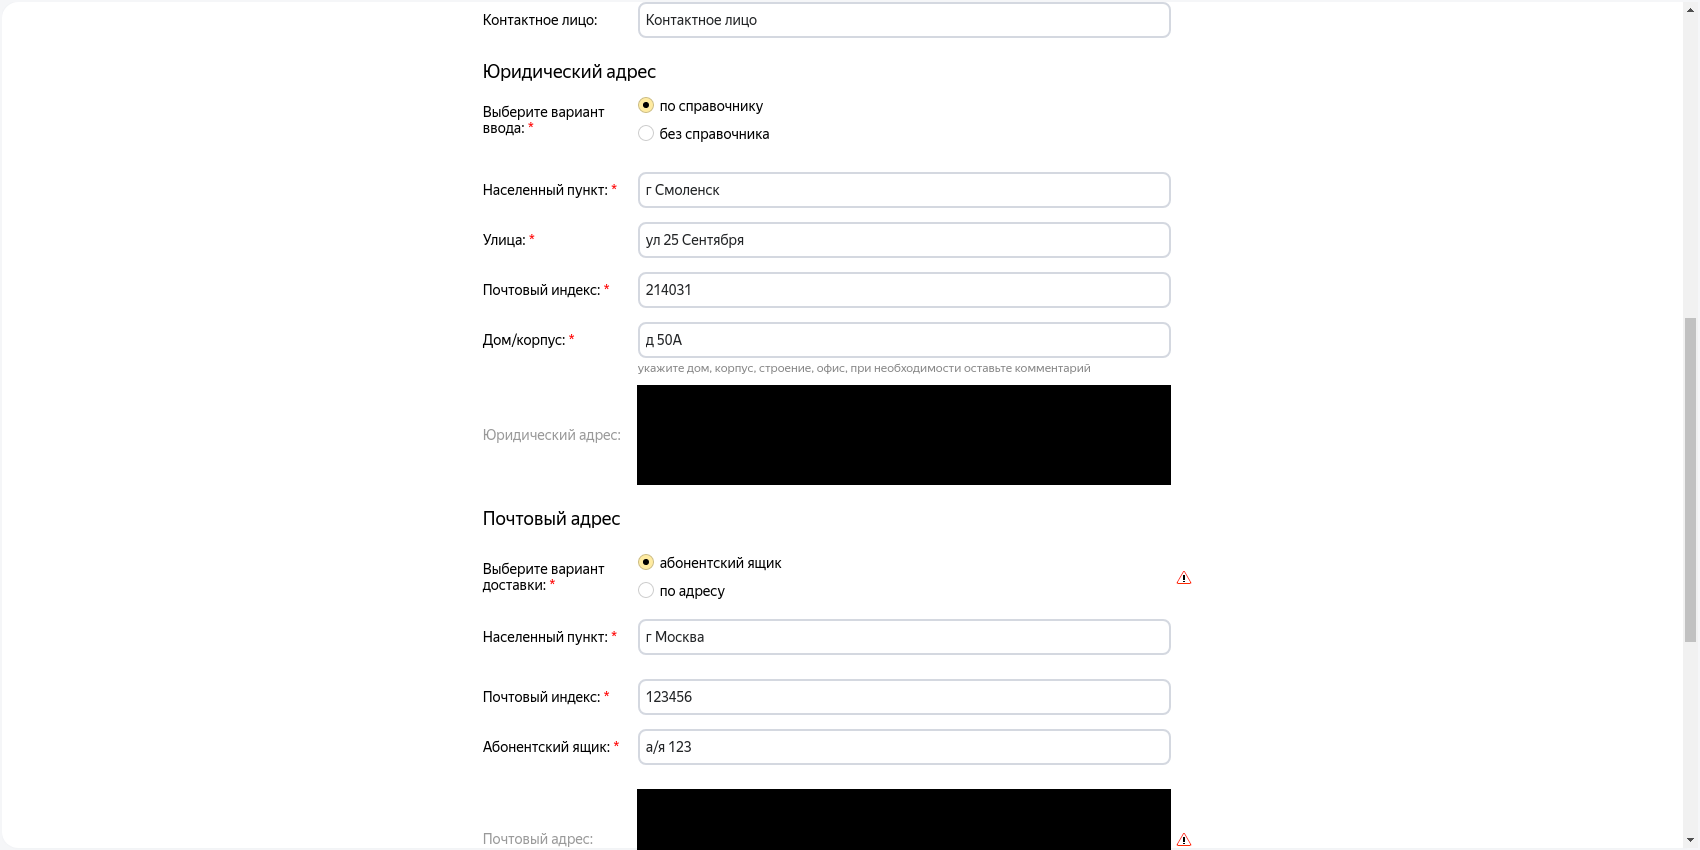 Контактное лицо: Контактное лицо
Юридический адрес
Выберите вариант ввода: *
по справочнику
без справочника
Населенный пункт: * г Смоленск
Улица: * ул 25 Сентября
Почтовый индекс: * 214031
Дом/корпус: * д 50А
укажите дом, корпус, строение, офис, при необходимости оставьте комментарий
Юридический адрес:
Почтовый адрес
Выберите вариант доставки: *
абонентский ящик
по адресу
Населенный пункт: * г Москва
Почтовый индекс: * 123456
Абонентский ящик: * а/я 123
Почтовый адрес: